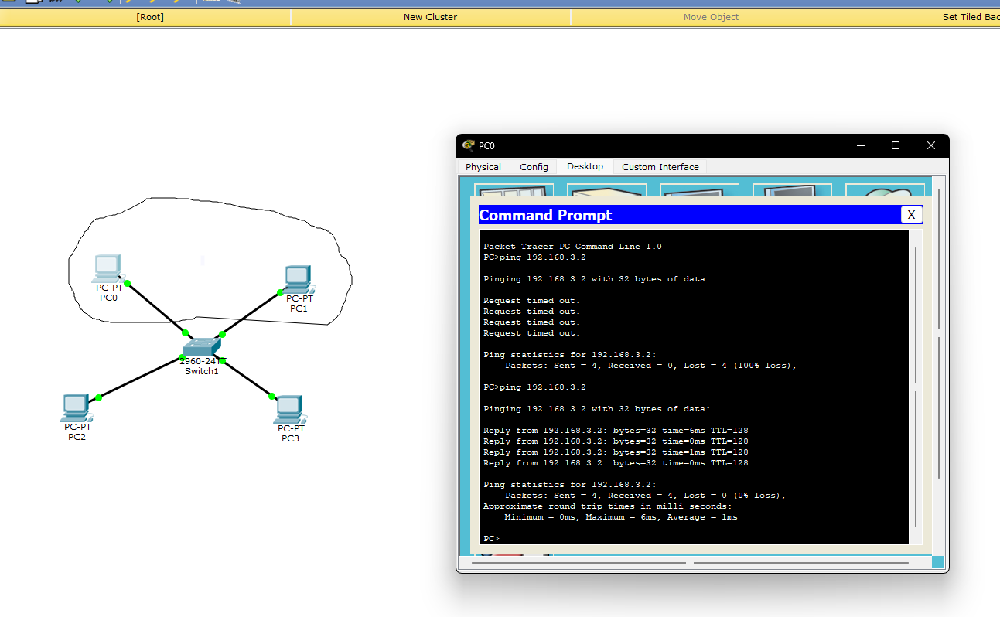 [Root]
New Cluster
Move Object
Set Tiled Bac
PC-PT
PC0
PC-PT
PC1
2960-24TT
Switch1
PC-PT
PC2
PC-PT
PC3
PC0
Physical
Config
Desktop
Custom Interface
Command Prompt
X
Packet Tracer PC Command Line 1.0
PC>ping 192.168.3.2
Pinging 192.168.3.2 with 32 bytes of data:
Request timed out.
Request timed out.
Request timed out.
Request timed out.
Ping statistics for 192.168.3.2:
Packets: Sent = 4, Received = 0, Lost = 4 (100% loss),
PC>ping 192.168.3.2
Pinging 192.168.3.2 with 32 bytes of data:
Reply from 192.168.3.2: bytes=32 time=6ms TTL=128
Reply from 192.168.3.2: bytes=32 time=0ms TTL=128
Reply from 192.168.3.2: bytes=32 time=1ms TTL=128
Reply from 192.168.3.2: bytes=32 time=0ms TTL=128
Ping statistics for 192.168.3.2:
Packets: Sent = 4, Received = 4, Lost = 0 (0% loss),
Approximate round trip times in milli-seconds:
Minimum = 0ms, Maximum = 6ms, Average = 1ms
PC>